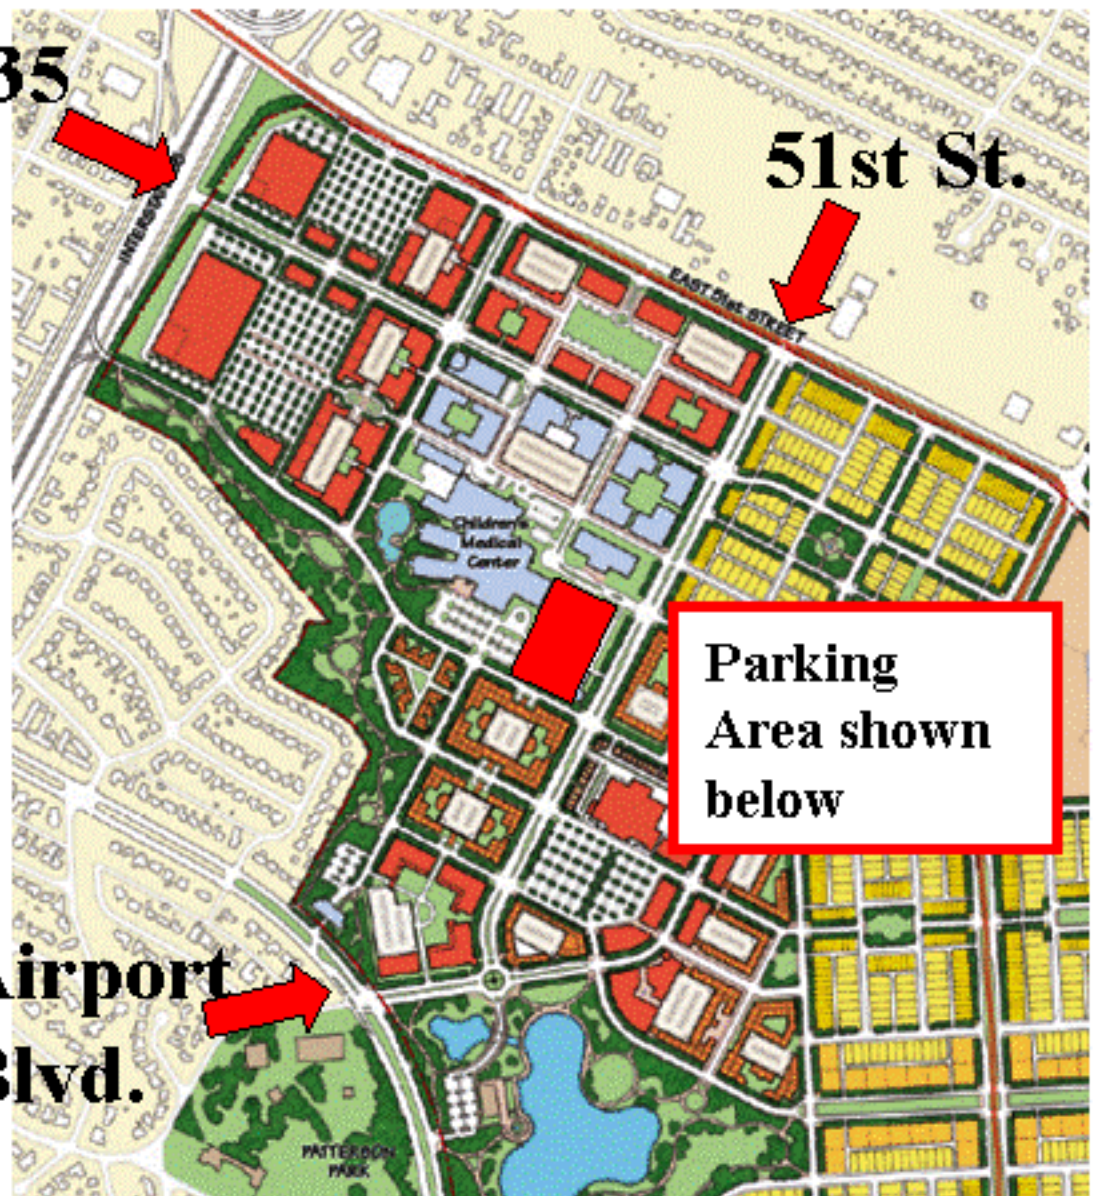 35
51st St.
INTERSTATE
EAST 51st STREET
Children's
Medical
Center
Parking
Area shown
below
Airport
Blvd.
PATTERSON
PARK